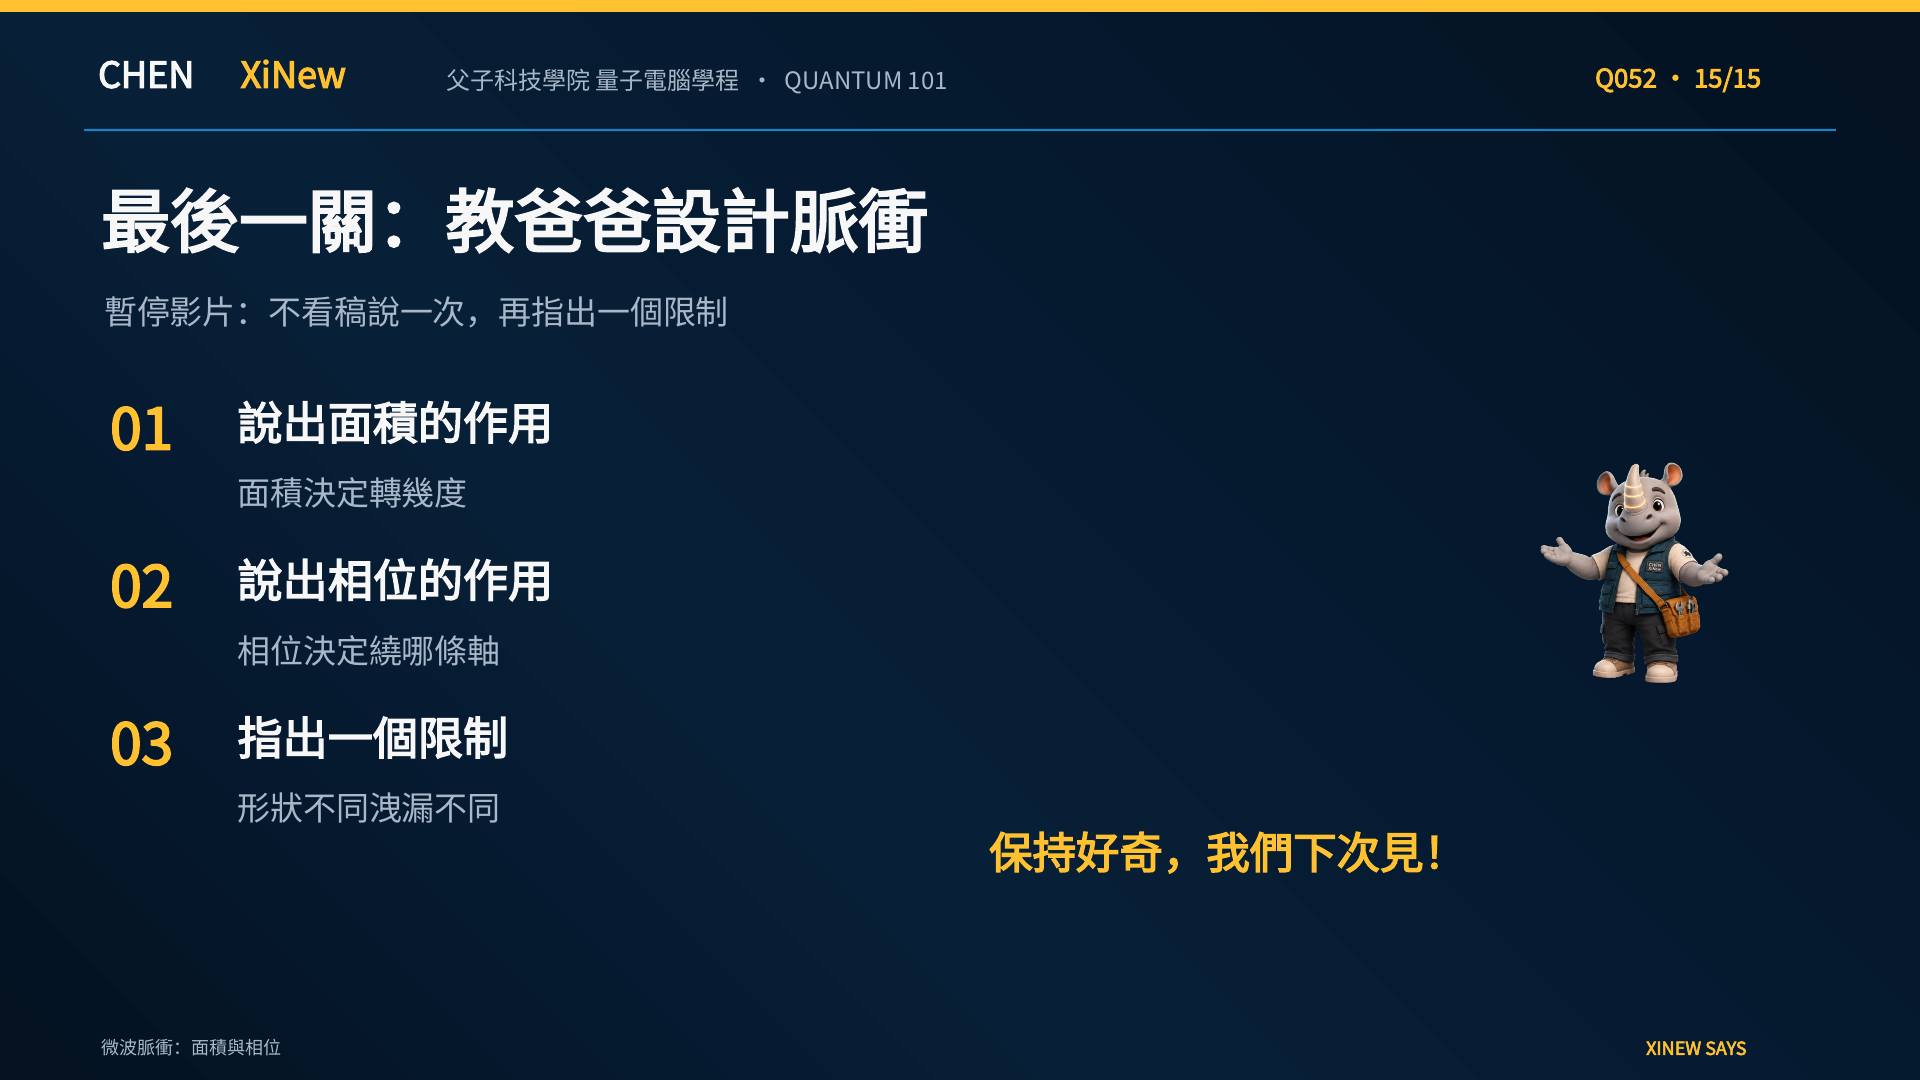 CHEN XiNew 父子科技學院 量子電腦學程 · QUANTUM 101 Q052 · 15/15
最後一關：教爸爸設計脈衝
暫停影片：不看稿說一次，再指出一個限制
01 說出面積的作用
面積決定轉幾度
02 說出相位的作用
相位決定繞哪條軸
03 指出一個限制
形狀不同洩漏不同
保持好奇，我們下次見！
微波脈衝：面積與相位 XINEW SAYS